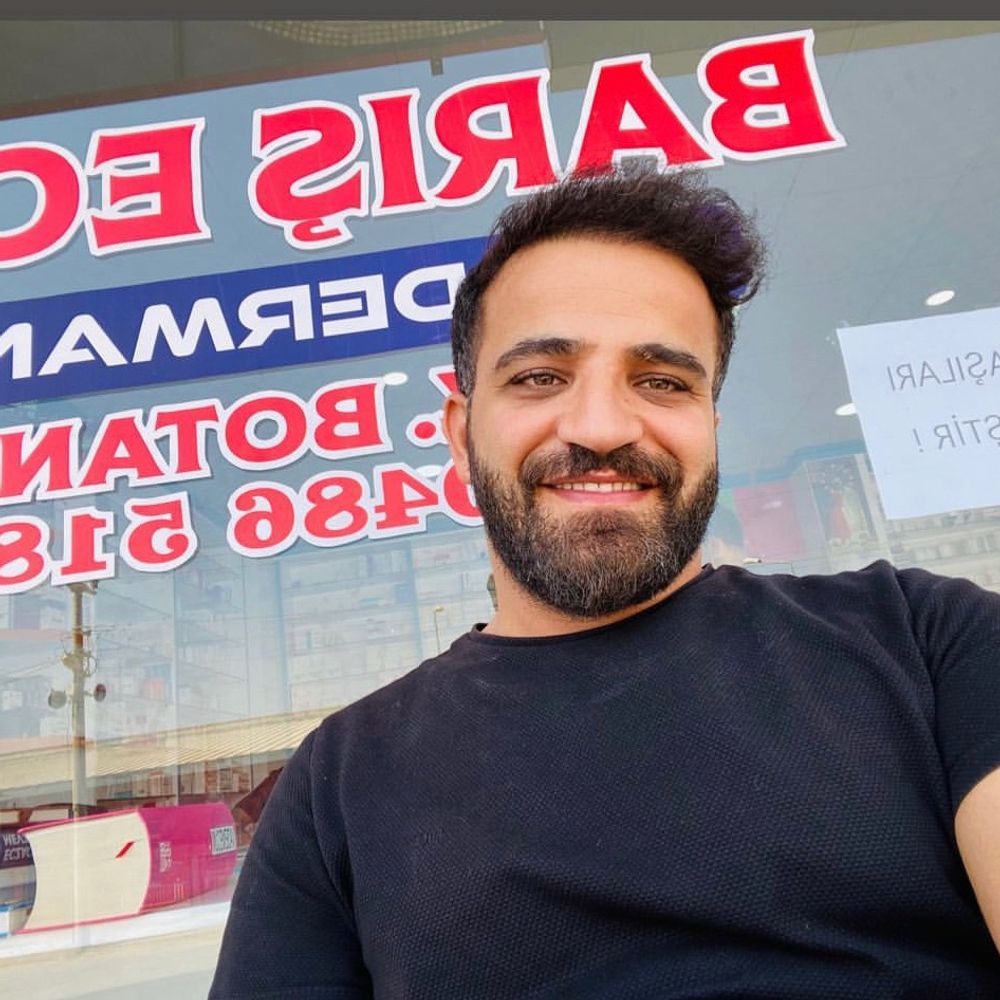 BARIŞ EC
DERMAN
. BOTAN
0486 518
AŞILARI
ŞTİR !